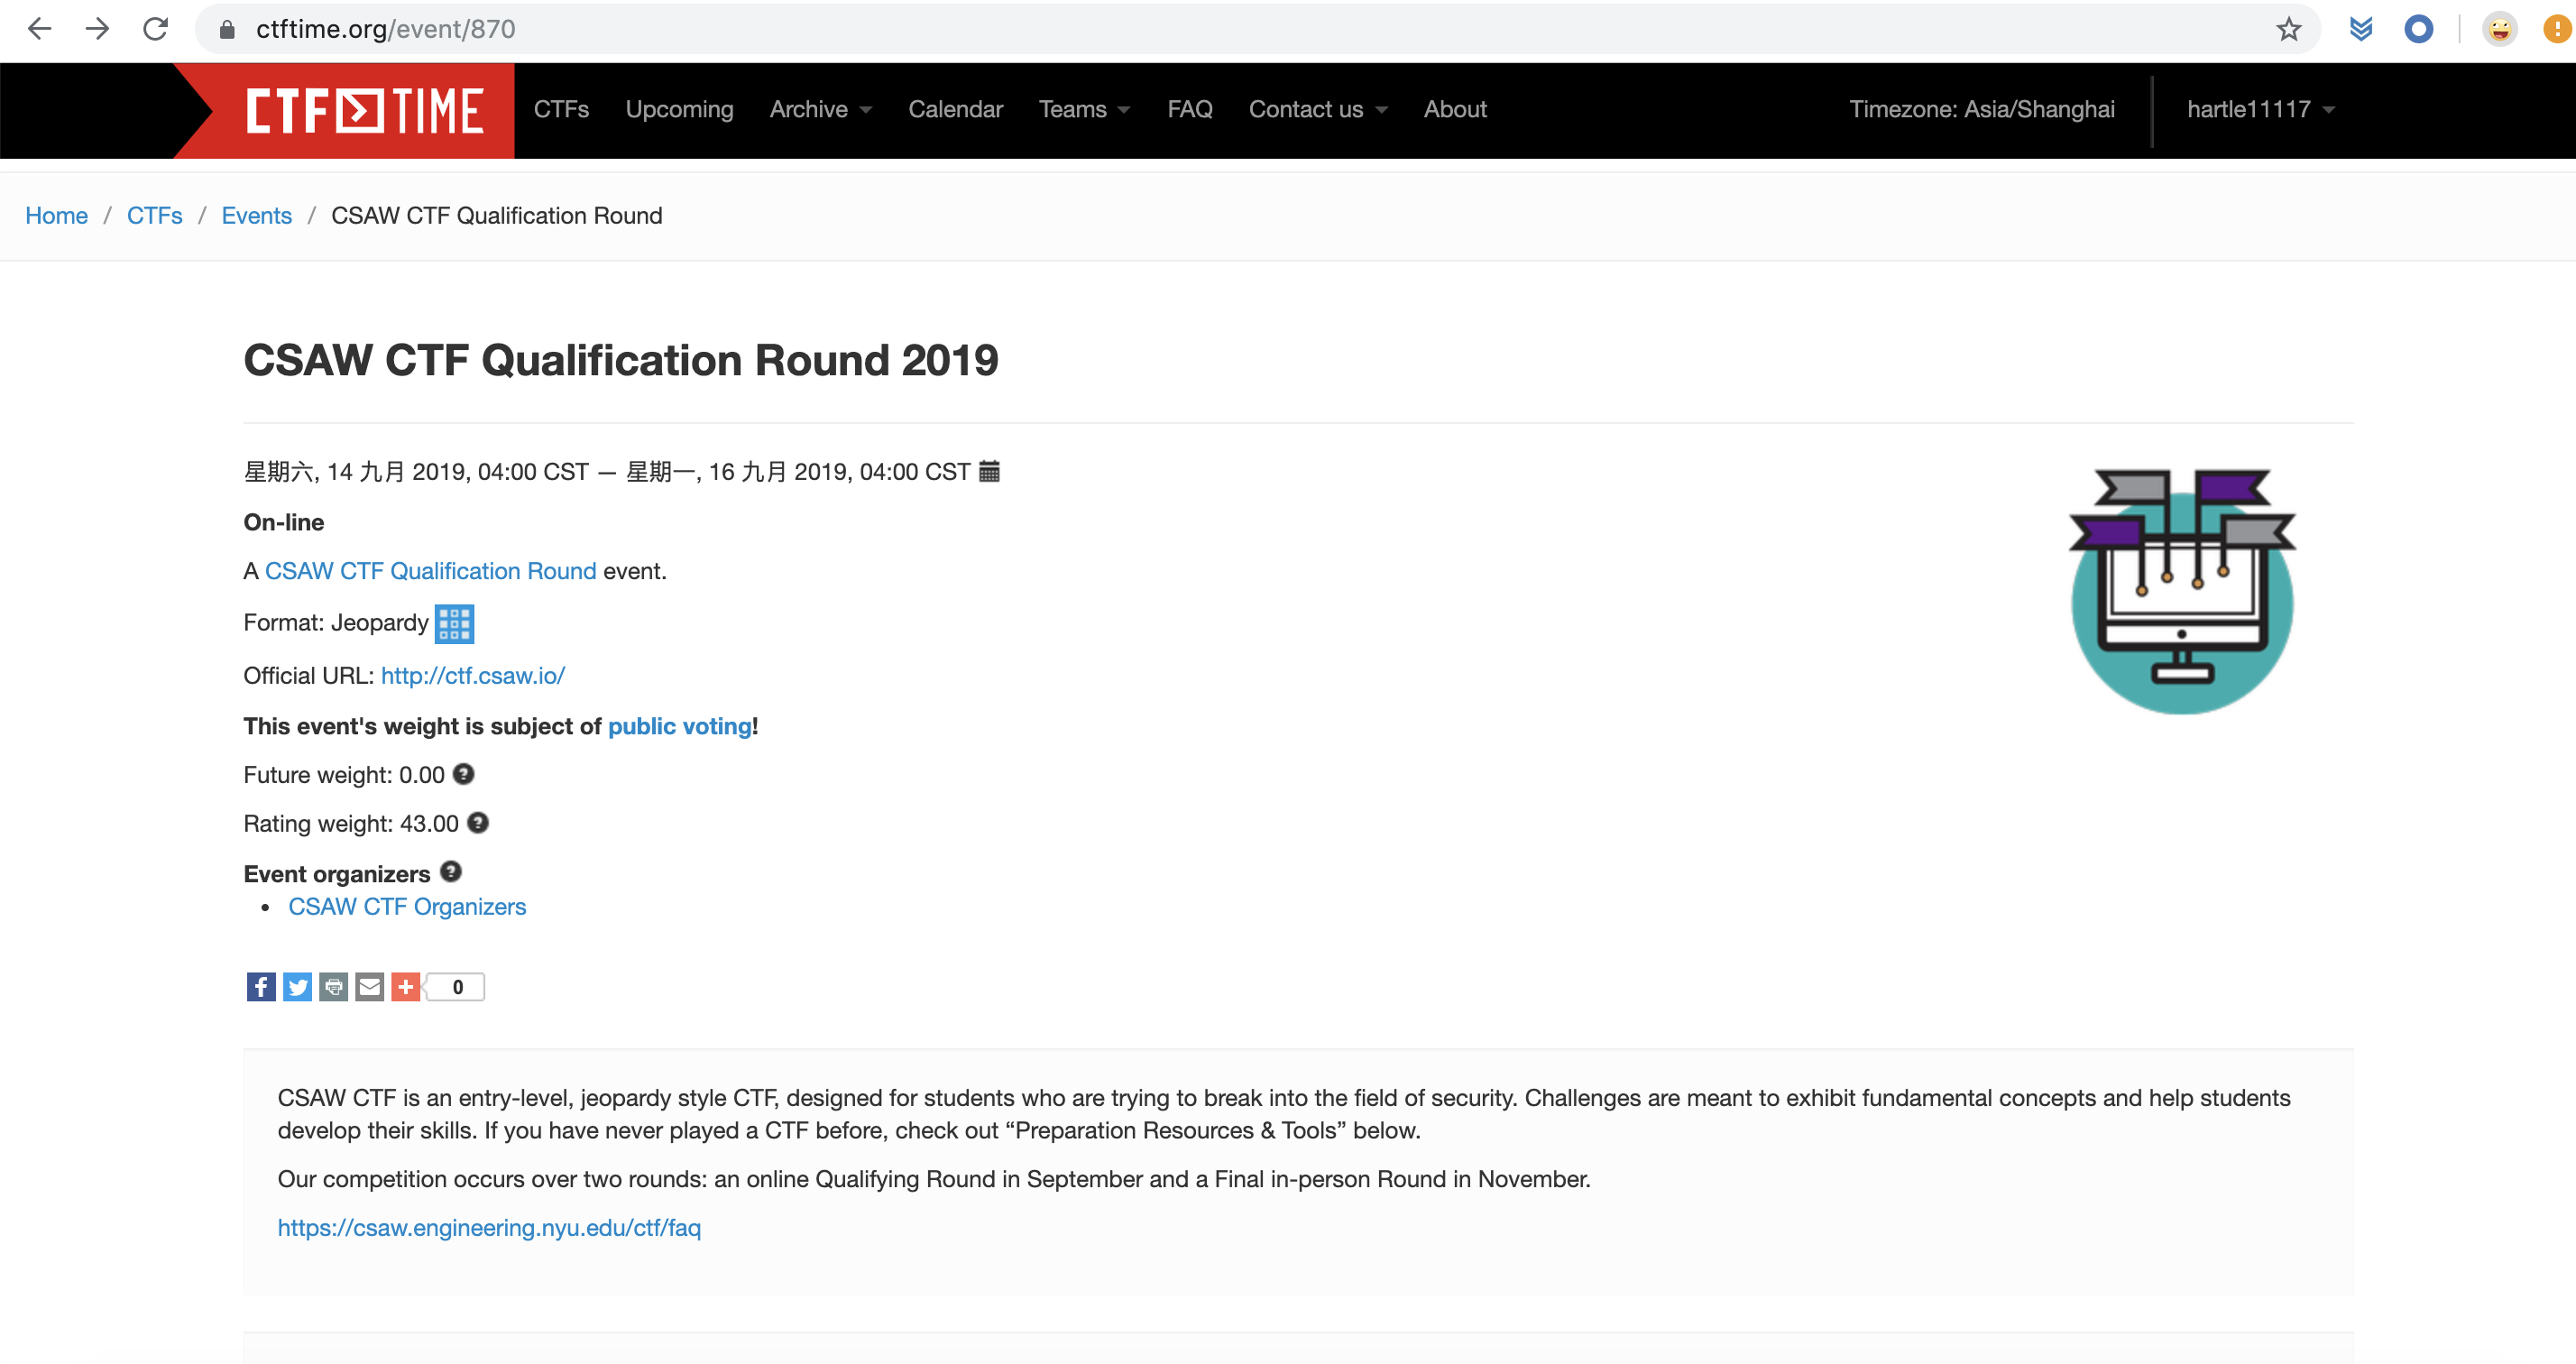 ctftime.org/event/870
CTF TIME CTFs Upcoming Archive Calendar Teams FAQ Contact us About Timezone: Asia/Shanghai hartle11117
Home / CTFs / Events / CSAW CTF Qualification Round
CSAW CTF Qualification Round 2019
星期六, 14 九月 2019, 04:00 CST — 星期一, 16 九月 2019, 04:00 CST
On-line
A CSAW CTF Qualification Round event.
Format: Jeopardy
Official URL: http://ctf.csaw.io/
This event's weight is subject of public voting!
Future weight: 0.00 ?
Rating weight: 43.00 ?
Event organizers ?
• CSAW CTF Organizers
0
CSAW CTF is an entry-level, jeopardy style CTF, designed for students who are trying to break into the field of security. Challenges are meant to exhibit fundamental concepts and help students
develop their skills. If you have never played a CTF before, check out “Preparation Resources & Tools” below.
Our competition occurs over two rounds: an online Qualifying Round in September and a Final in-person Round in November.
https://csaw.engineering.nyu.edu/ctf/faq